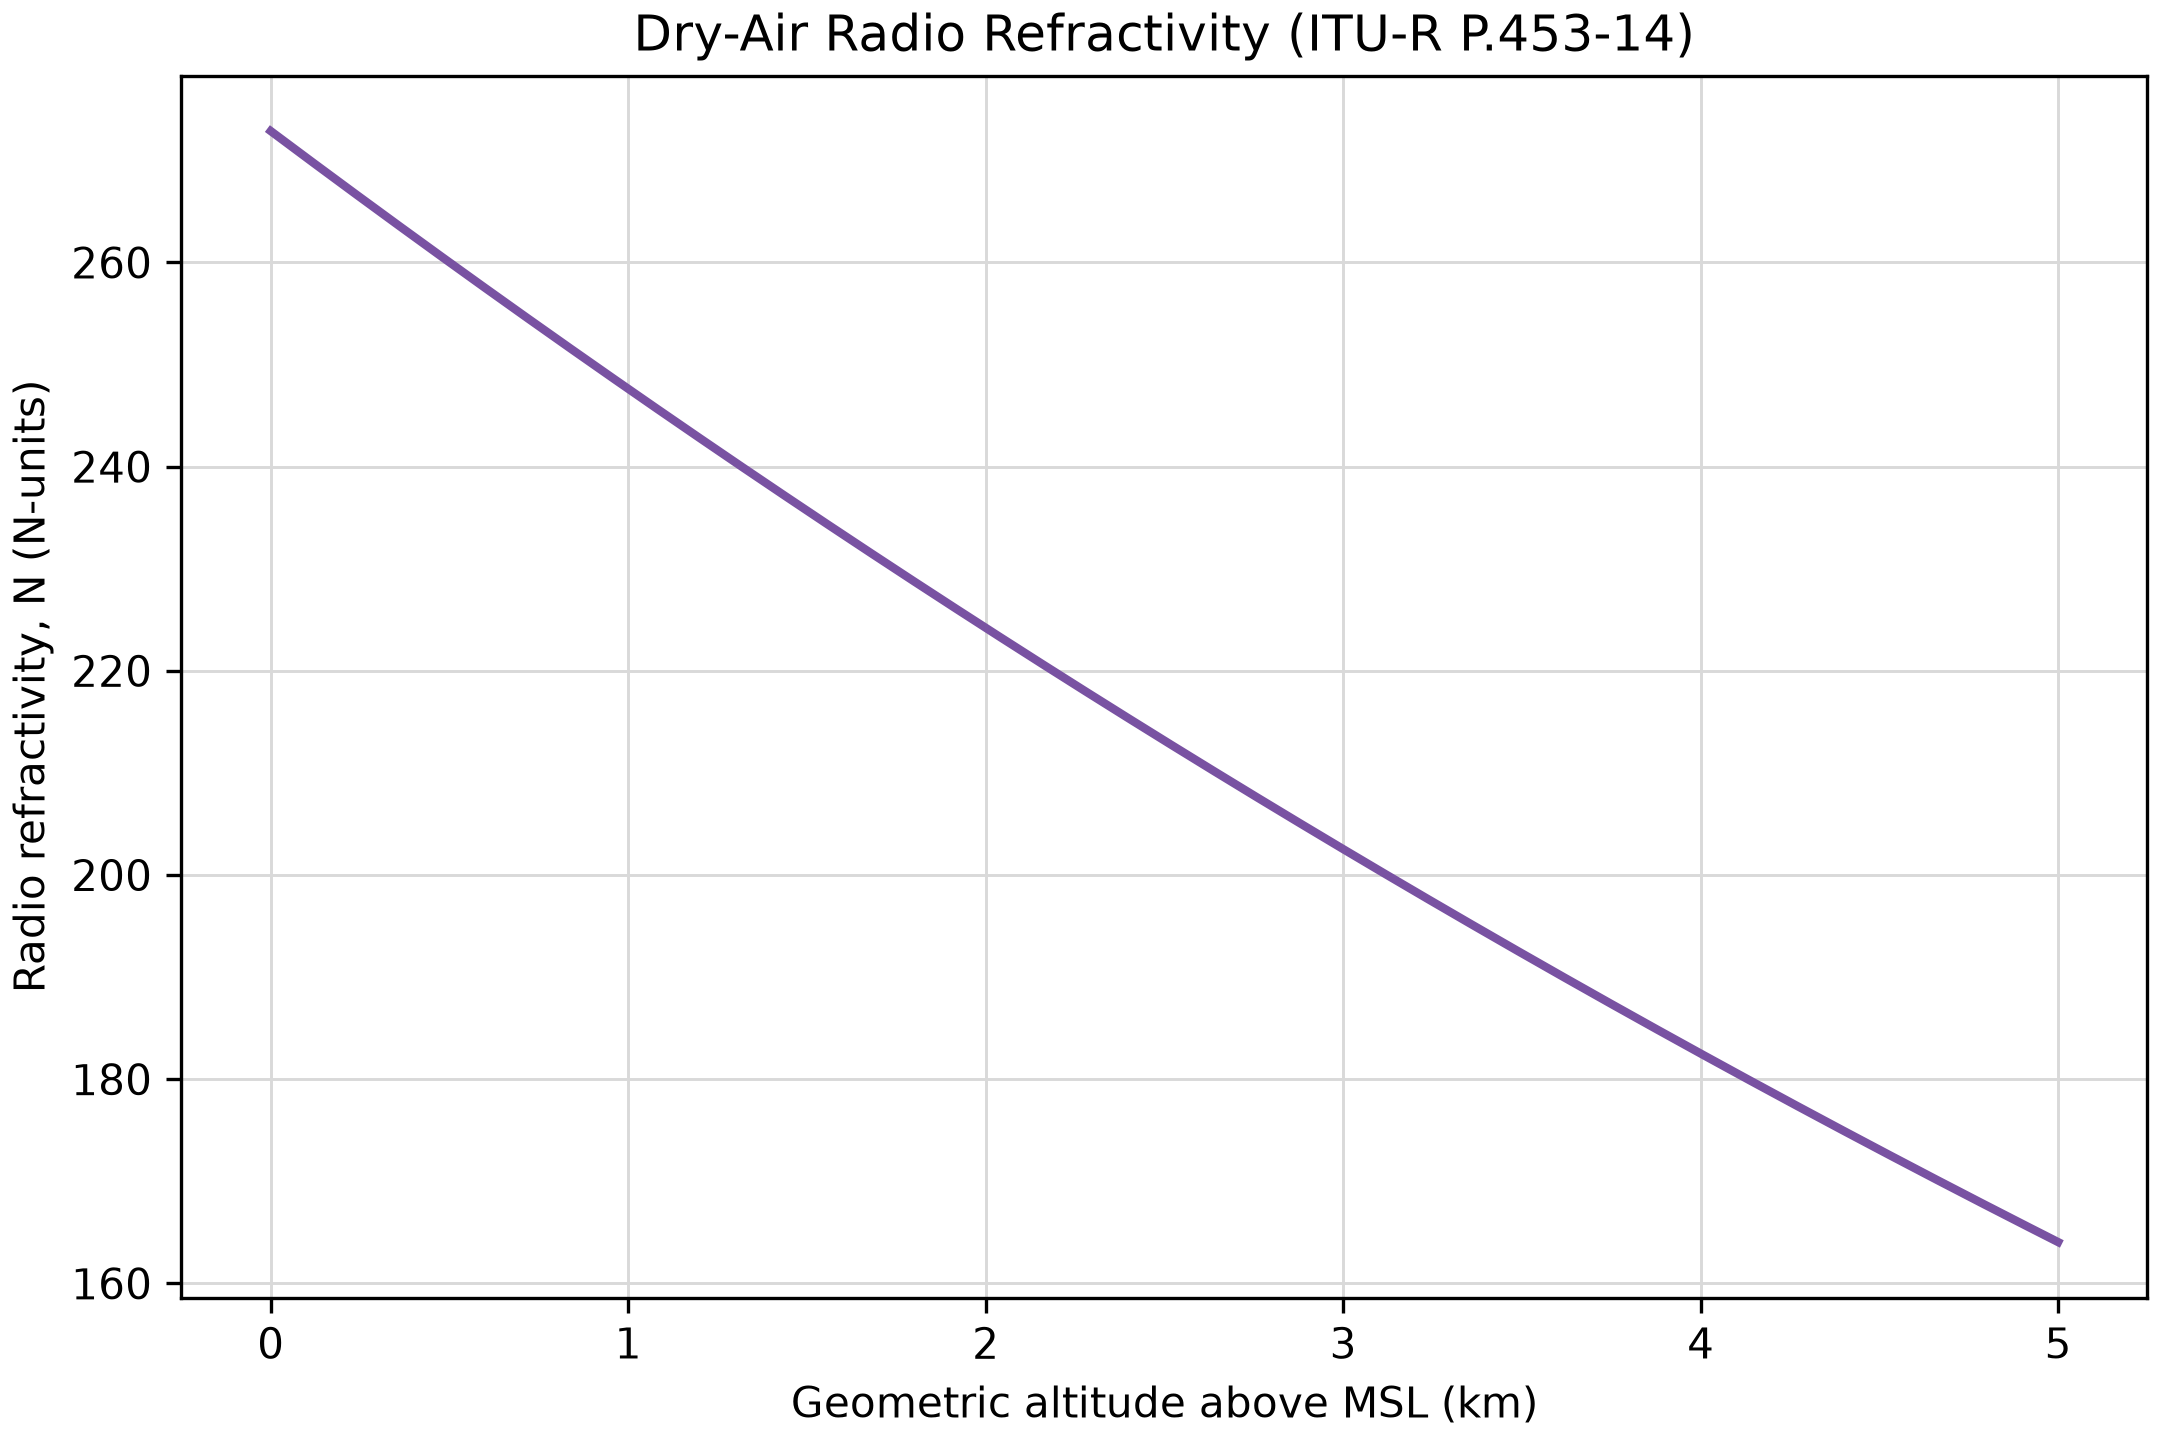 Dry-Air Radio Refractivity (ITU-R P.453-14)
Radio refractivity, N (N-units)
260
240
220
200
180
160
0 1 2 3 4 5
Geometric altitude above MSL (km)